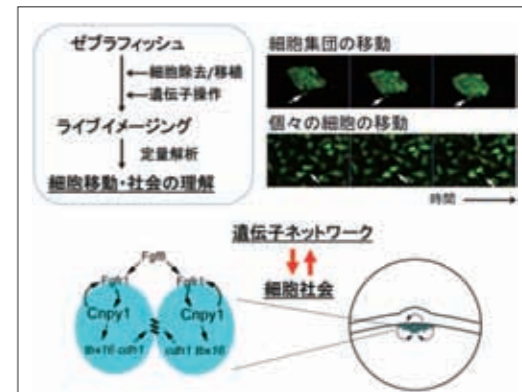 ゼブラフィッシュ
細胞除去/移植
遺伝子操作
ライブイメージング
定量解析
細胞移動・社会の理解
細胞集団の移動
個々の細胞の移動
時間
遺伝子ネットワーク
細胞社会
Fgf8
Fgfr1 Fgfr1
Cnpy1 Cnpy1
cdh1 cdh1